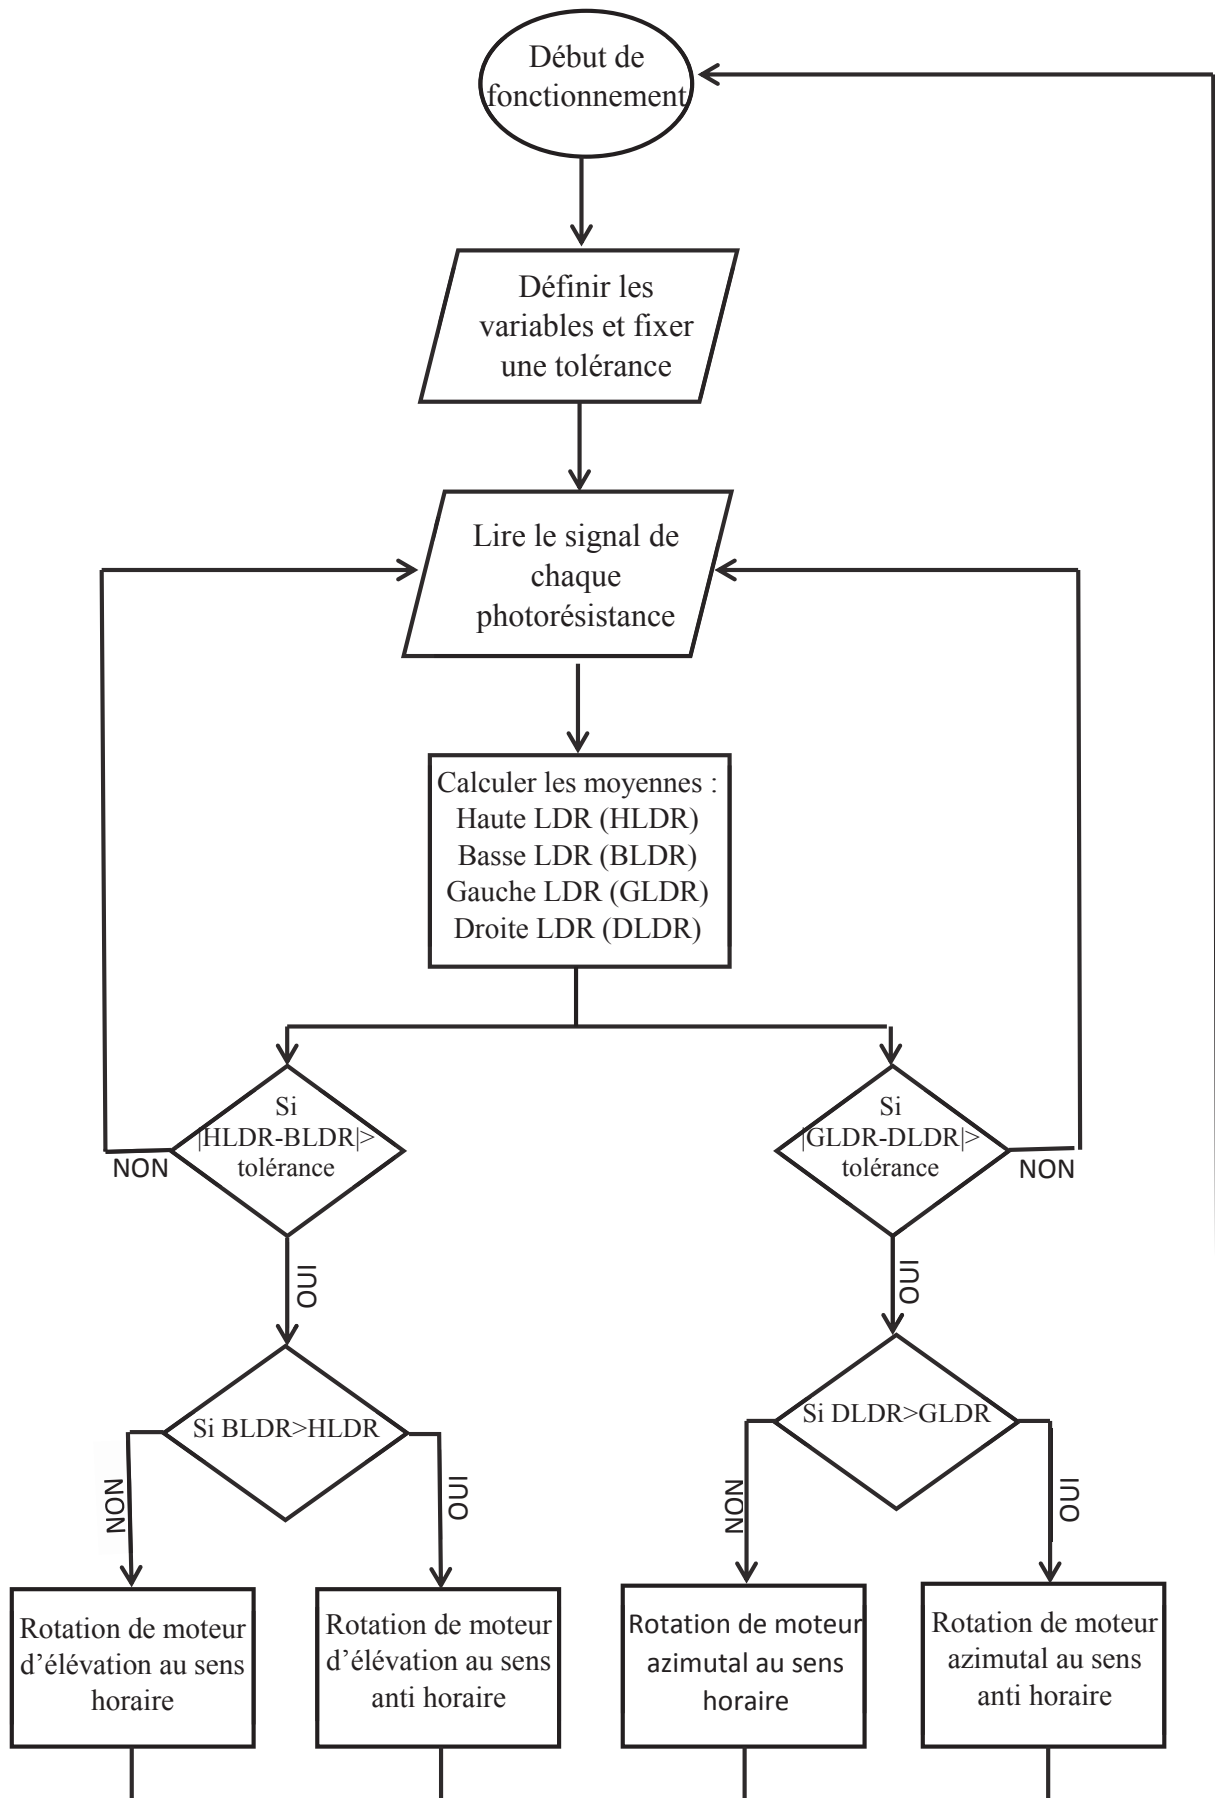 Début de
fonctionnement
Définir les
variables et fixer
une tolérance
Lire le signal de
chaque
photorésistance
Calculer les moyennes :
Haute LDR (HLDR)
Basse LDR (BLDR)
Gauche LDR (GLDR)
Droite LDR (DLDR)
Si
|HLDR-BLDR|>
tolérance
NON
OUI
Si
|GLDR-DLDR|>
tolérance
NON
OUI
Si BLDR>HLDR
NON
OUI
Si DLDR>GLDR
NON
OUI
Rotation de moteur
d’élévation au sens
horaire
Rotation de moteur
d’élévation au sens
anti horaire
Rotation de moteur
azimutal au sens
horaire
Rotation de moteur
azimutal au sens
anti horaire